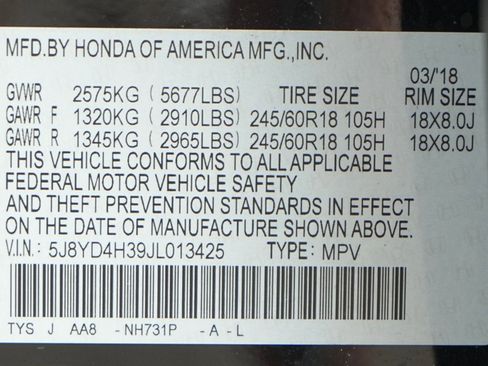 MFD.BY HONDA OF AMERICA MFG.,INC.
03/'18
GVWR 2575KG ( 5677LBS) TIRE SIZE RIM SIZE
GAWR F 1320KG ( 2910LBS) 245/60R18 105H 18X8.0J
GAWR R 1345KG ( 2965LBS) 245/60R18 105H 18X8.0J
THIS VEHICLE CONFORMS TO ALL APPLICABLE
FEDERAL MOTOR VEHICLE SAFETY
AND THEFT PREVENTION STANDARDS IN EFFECT
ON THE DATE OF MANUFACTURE SHOWN ABOVE.
V.I.N.: 5J8YD4H39JL013425 TYPE: MPV
TYS J AA8 - NH731P - A - L